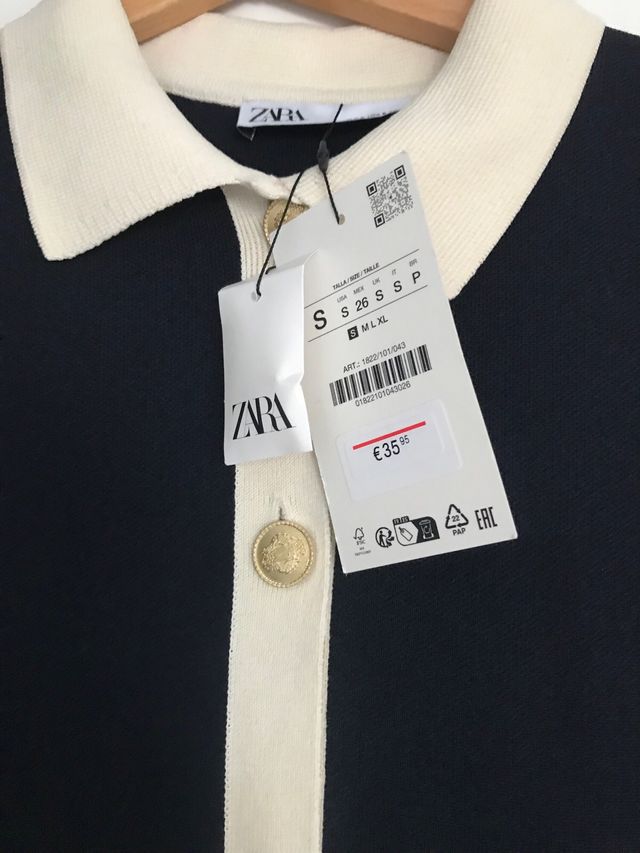 ZARA
TALLA / SIZE / TAILLE
USA MEX UK IT BR
S S 26 S S P
S M L XL
ART.: 1822/101/043
01822101043026
ZARA
€35 95
FSC
22
PAP
EAC